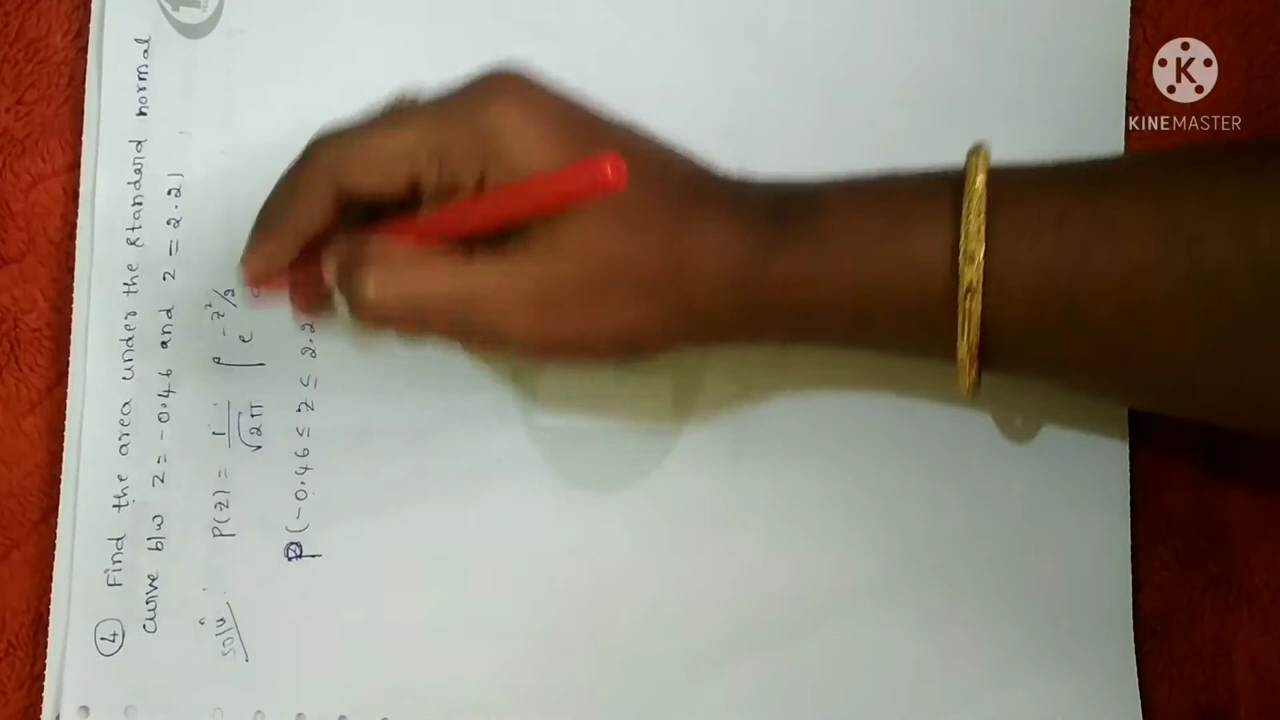 ④ Find the area under the standard normal
curve b/w z = -0.46 and z = 2.21
Solu :
P(z) = 1/√2π ∫ e^-z²/2
P(-0.46 ≤ z ≤ 2.2
KINEMASTER